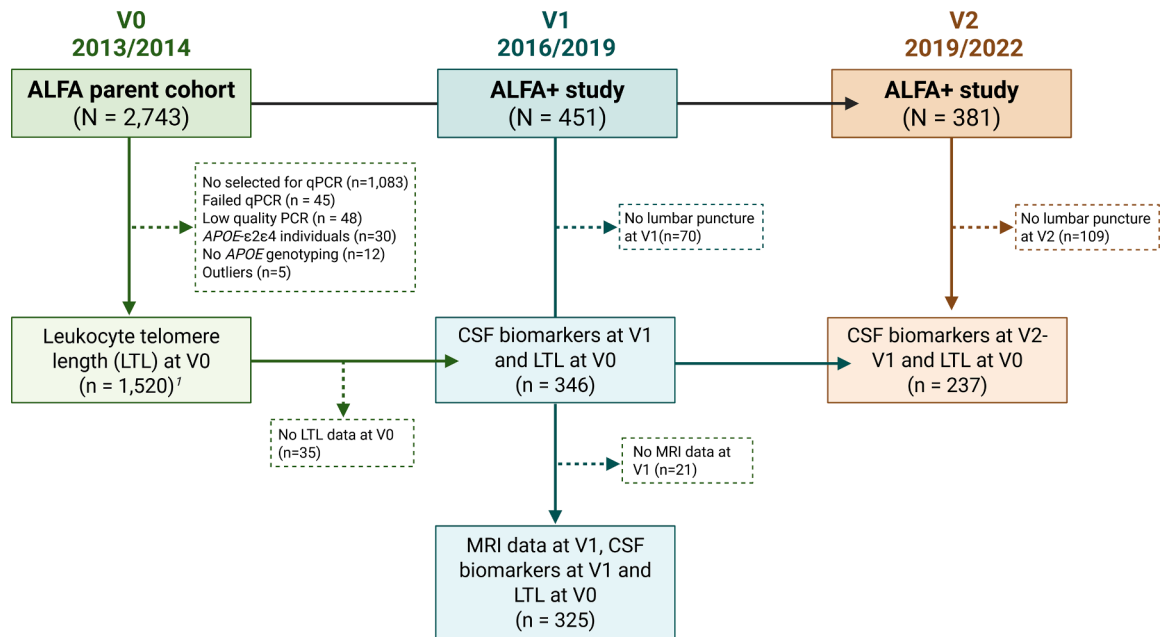 V0
2013/2014
V1
2016/2019
V2
2019/2022
ALFA parent cohort
(N = 2,743)
ALFA+ study
(N = 451)
ALFA+ study
(N = 381)
No selected for qPCR (n=1,083)
Failed qPCR (n = 45)
Low quality PCR (n = 48)
APOE-ε2ε4 individuals (n=30)
No APOE genotyping (n=12)
Outliers (n=5)
No lumbar puncture
at V1(n=70)
No lumbar puncture
at V2 (n=109)
Leukocyte telomere
length (LTL) at V0
(n = 1,520)¹
CSF biomarkers at V1
and LTL at V0
(n = 346)
CSF biomarkers at V2-
V1 and LTL at V0
(n = 237)
No LTL data at V0
(n=35)
No MRI data at
V1 (n=21)
MRI data at V1, CSF
biomarkers at V1 and
LTL at V0
(n = 325)